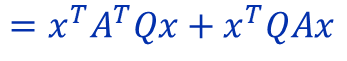 = x^T A^T Q x + x^T Q A x